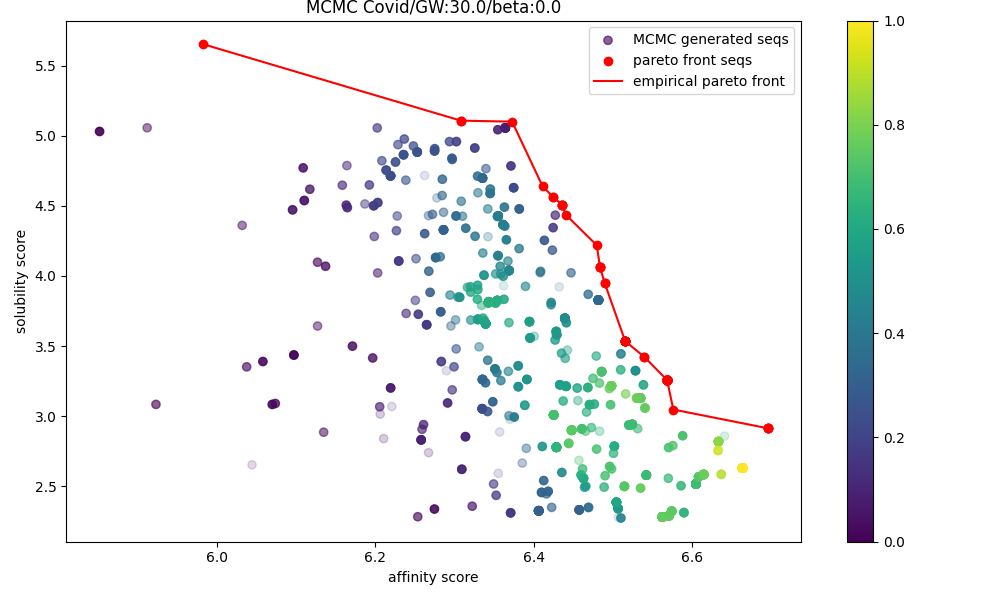 MCMC Covid/GW:30.0/beta:0.0
MCMC generated seqs
pareto front seqs
empirical pareto front
solubility score
5.5
5.0
4.5
4.0
3.5
3.0
2.5
6.0 6.2 6.4 6.6
affinity score
1.0
0.8
0.6
0.4
0.2
0.0